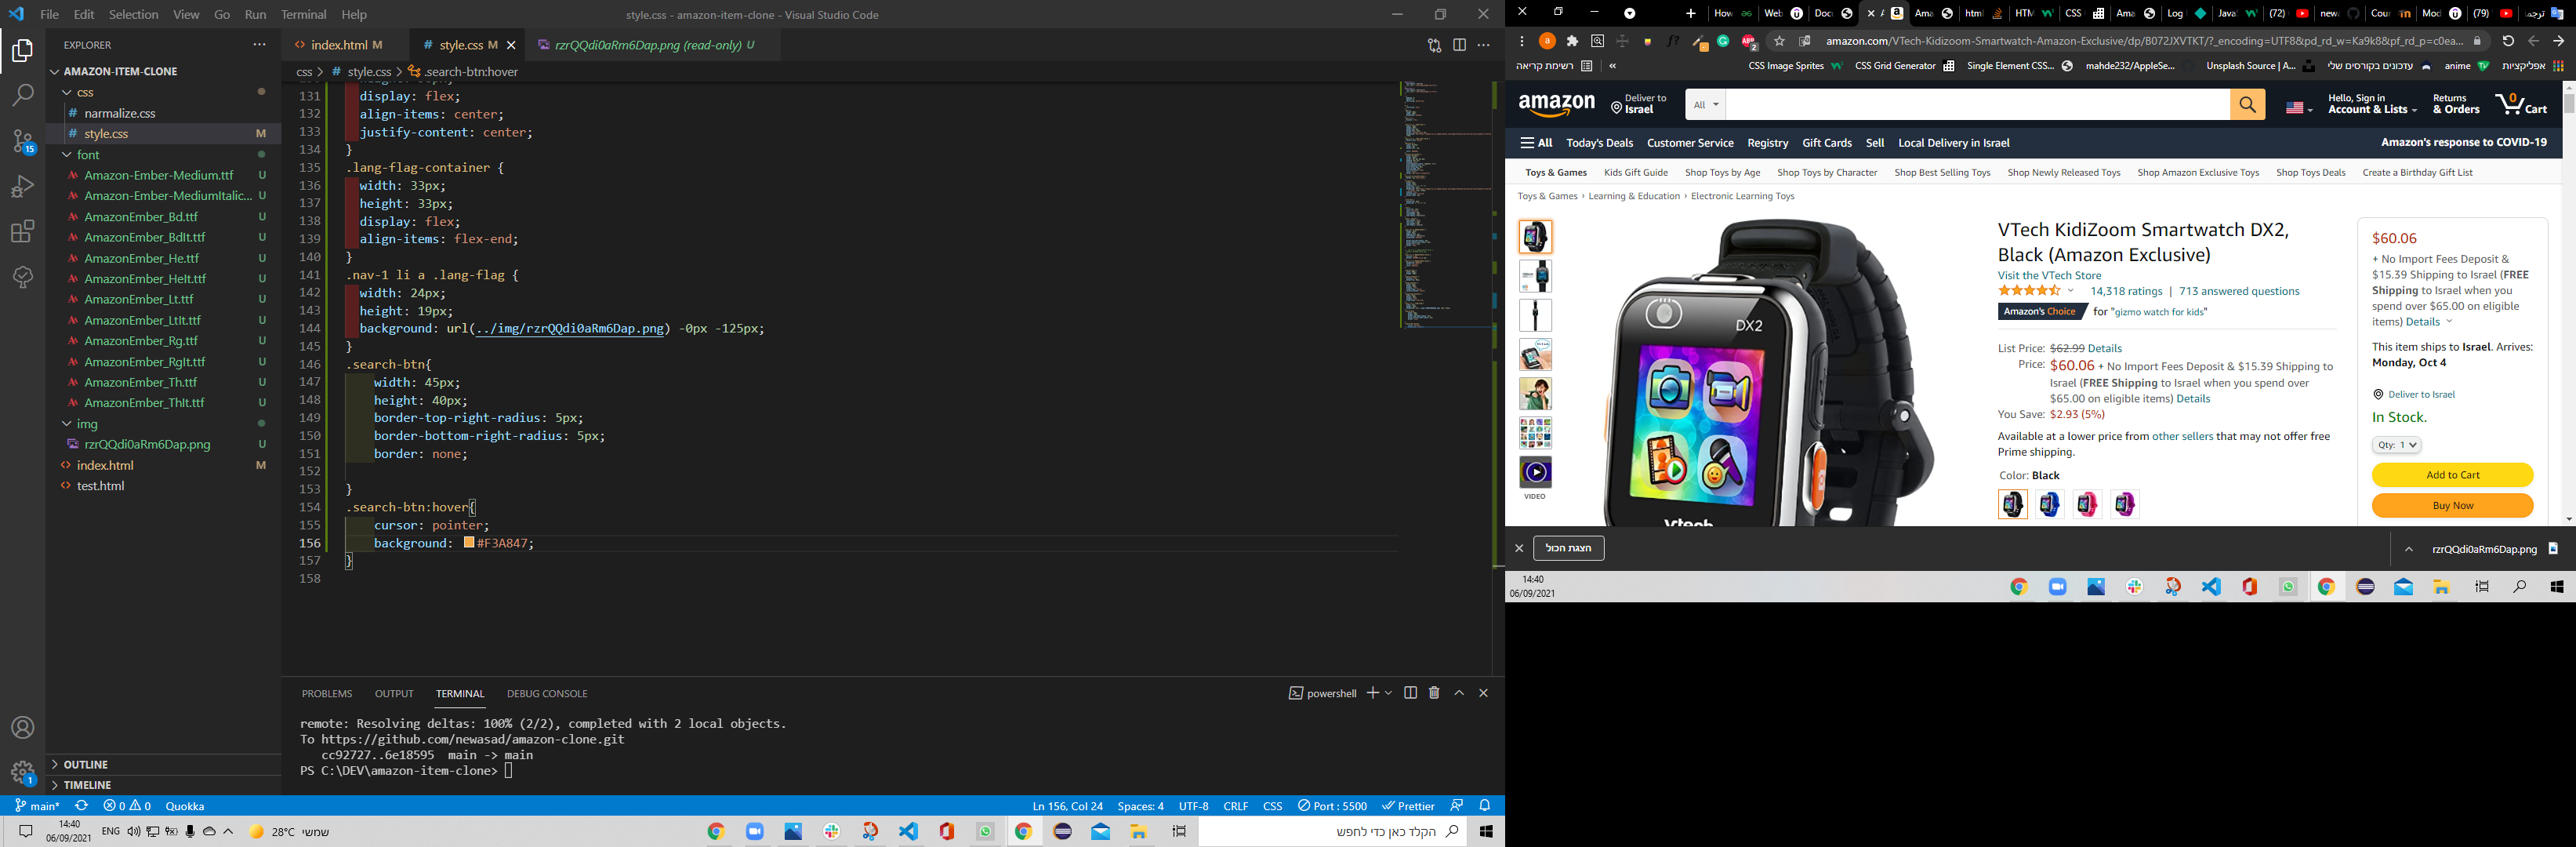 File Edit Selection View Go Run Terminal Help
style.css - amazon-item-clone - Visual Studio Code
EXPLORER
AMAZON-ITEM-CLONE
css
narmalize.css
style.css M
font
Amazon-Ember-Medium.ttf U
Amazon-Ember-MediumItalic... U
AmazonEmber_Bd.ttf U
AmazonEmber_BdIt.ttf U
AmazonEmber_He.ttf U
AmazonEmber_HeIt.ttf U
AmazonEmber_Lt.ttf U
AmazonEmber_LtIt.ttf U
AmazonEmber_Rg.ttf U
AmazonEmber_RgIt.ttf U
AmazonEmber_Th.ttf U
AmazonEmber_ThIt.ttf U
img
rzrQQdi0aRm6Dap.png U
index.html M
test.html
OUTLINE
TIMELINE
index.html M
style.css M
rzrQQdi0aRm6Dap.png (read-only) U
css > style.css > .search-btn:hover
131 display: flex;
132 align-items: center;
133 justify-content: center;
134 }
135 .lang-flag-container {
136 width: 33px;
137 height: 33px;
138 display: flex;
139 align-items: flex-end;
140 }
141 .nav-1 li a .lang-flag {
142 width: 24px;
143 height: 19px;
144 background: url(../img/rzrQQdi0aRm6Dap.png) -0px -125px;
145 }
146 .search-btn{
147 width: 45px;
148 height: 40px;
149 border-top-right-radius: 5px;
150 border-bottom-right-radius: 5px;
151 border: none;
152
153 }
154 .search-btn:hover{
155 cursor: pointer;
156 background: #F3A847;
157 }
158
PROBLEMS OUTPUT TERMINAL DEBUG CONSOLE
powershell
remote: Resolving deltas: 100% (2/2), completed with 2 local objects.
To https://github.com/newasad/amazon-clone.git
cc92727..6e18595 main -> main
PS C:\DEV\amazon-item-clone>
15
1
main* 0 0 Quokka
Ln 156, Col 24 Spaces: 4 UTF-8 CRLF CSS Port : 5500 Prettier
14:40
06/09/2021
ENG
28°C שמשי
הקלד כאן כדי לחפש
How Web Doc A Ama html HTM CSS Ama Log Java (72) new Cour Mod (79) ترجمة
amazon.com/VTech-Kidizoom-Smartwatch-Amazon-Exclusive/dp/B072JXVTKT/?_encoding=UTF8&pd_rd_w=Ka9k8&pf_rd_p=c0ea...
רשימת קריאה
CSS Image Sprites
CSS Grid Generator
Single Element CSS...
mahde232/AppleSe...
Unsplash Source | A...
עדכונים בקורסים שלי
anime
אפליקציות
amazon
Deliver to
Israel
All
Hello, Sign in
Account & Lists
Returns
& Orders
0
Cart
All Today's Deals Customer Service Registry Gift Cards Sell Local Delivery in Israel
Amazon's response to COVID-19
Toys & Games Kids Gift Guide Shop Toys by Age Shop Toys by Character Shop Best Selling Toys Shop Newly Released Toys Shop Amazon Exclusive Toys Shop Toys Deals Create a Birthday Gift List
Toys & Games › Learning & Education › Electronic Learning Toys
VIDEO
DX2
Vtech
VTech KidiZoom Smartwatch DX2,
Black (Amazon Exclusive)
Visit the VTech Store
14,318 ratings | 713 answered questions
Amazon's Choice for "gizmo watch for kids"
List Price: $62.99 Details
Price: $60.06 + No Import Fees Deposit & $15.39 Shipping to
Israel (FREE Shipping to Israel when you spend over
$65.00 on eligible items) Details
You Save: $2.93 (5%)
Available at a lower price from other sellers that may not offer free
Prime shipping.
Color: Black
$60.06
+ No Import Fees Deposit &
$15.39 Shipping to Israel (FREE
Shipping to Israel when you
spend over $65.00 on eligible
items) Details
This item ships to Israel. Arrives:
Monday, Oct 4
Deliver to Israel
In Stock.
Qty: 1
Add to Cart
Buy Now
הצגת הכול
rzrQQdi0aRm6Dap.png
14:40
06/09/2021